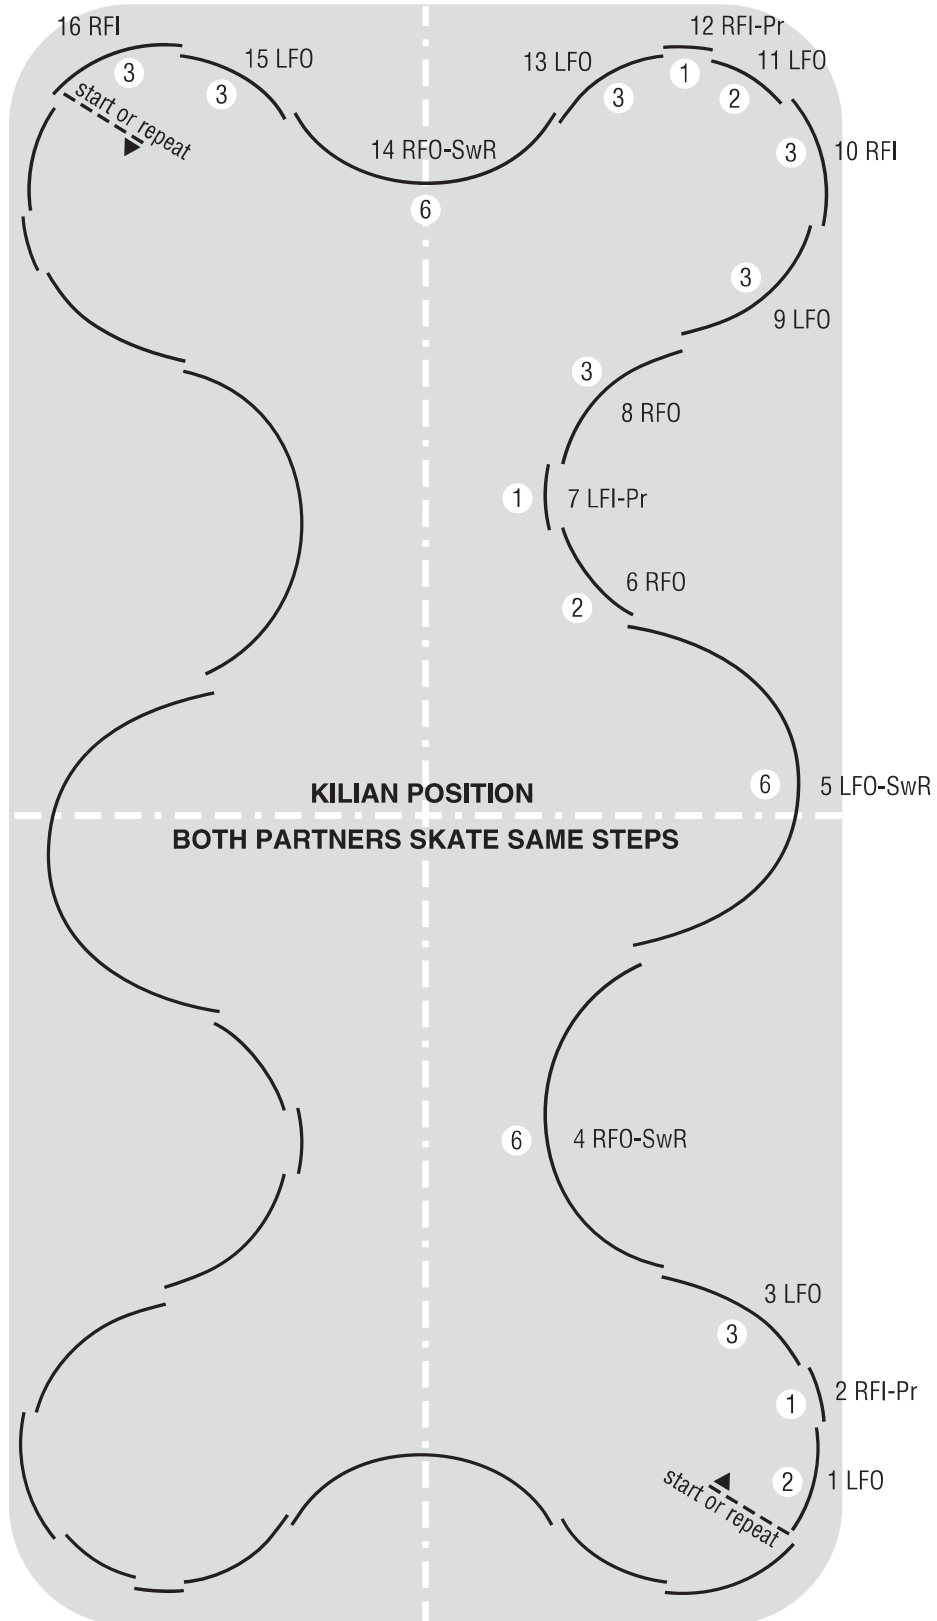 16 RFI
12 RFI-Pr
15 LFO
13 LFO
11 LFO
3
3
3
1
2
start or repeat
14 RFO-SwR
3
10 RFI
6
3
9 LFO
3
8 RFO
1
7 LFI-Pr
6 RFO
2
KILIAN POSITION
6
5 LFO-SwR
BOTH PARTNERS SKATE SAME STEPS
6
4 RFO-SwR
3 LFO
3
1
2 RFI-Pr
2
1 LFO
start or repeat